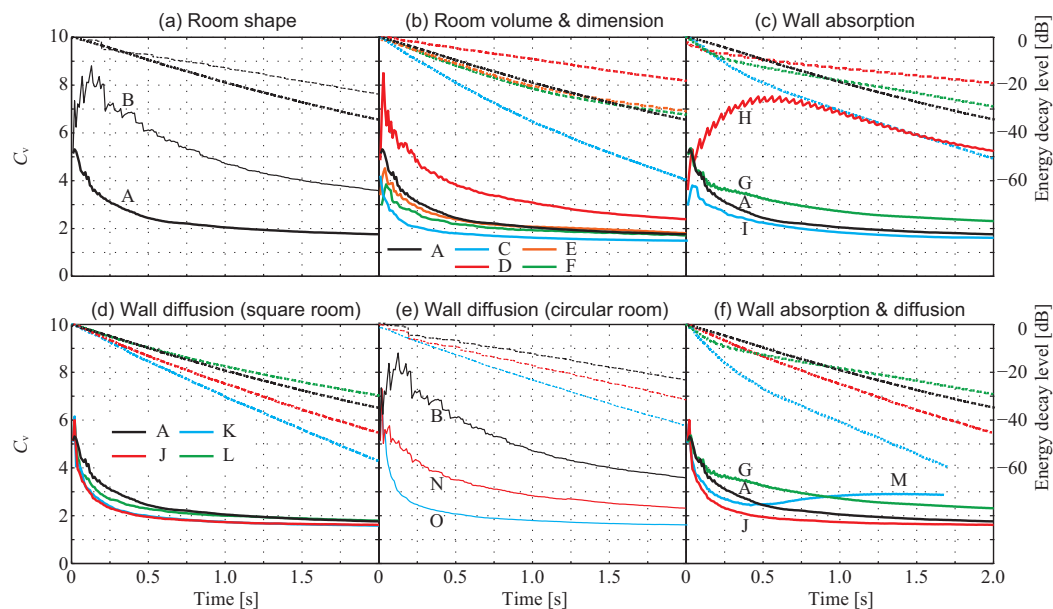 (a) Room shape (b) Room volume & dimension (c) Wall absorption
10 0
8 −20
B H
6 −40
Cv Energy decay level [dB]
4 −60
A G
A
I
2 A C E
D F
0
(d) Wall diffusion (square room) (e) Wall diffusion (circular room) (f) Wall absorption & diffusion
10 0
8 −20
6 B −40
A K
J L
Cv Energy decay level [dB]
4 N G M −60
A
2 O J
0
0 0.5 1.0 1.5 0 0.5 1.0 1.5 0 0.5 1.0 1.5 2.0
Time [s] Time [s] Time [s]